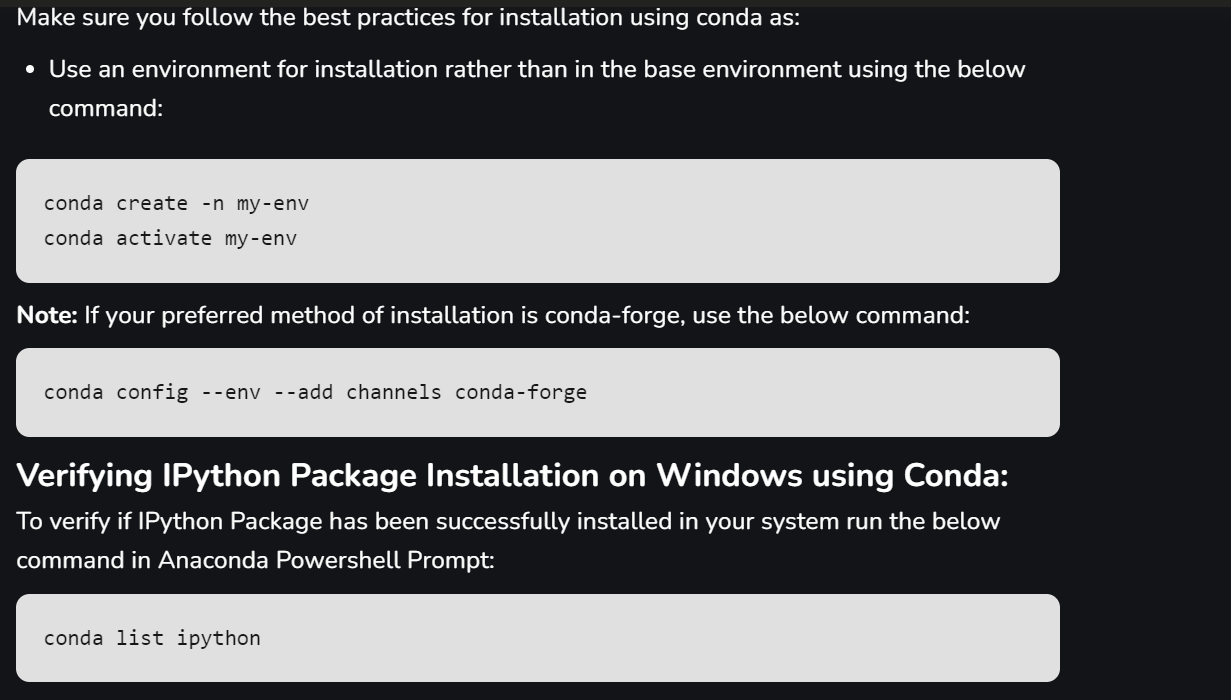 Make sure you follow the best practices for installation using conda as:
• Use an environment for installation rather than in the base environment using the below
command:
conda create -n my-env
conda activate my-env
Note: If your preferred method of installation is conda-forge, use the below command:
conda config --env --add channels conda-forge
Verifying IPython Package Installation on Windows using Conda:
To verify if IPython Package has been successfully installed in your system run the below
command in Anaconda Powershell Prompt:
conda list ipython